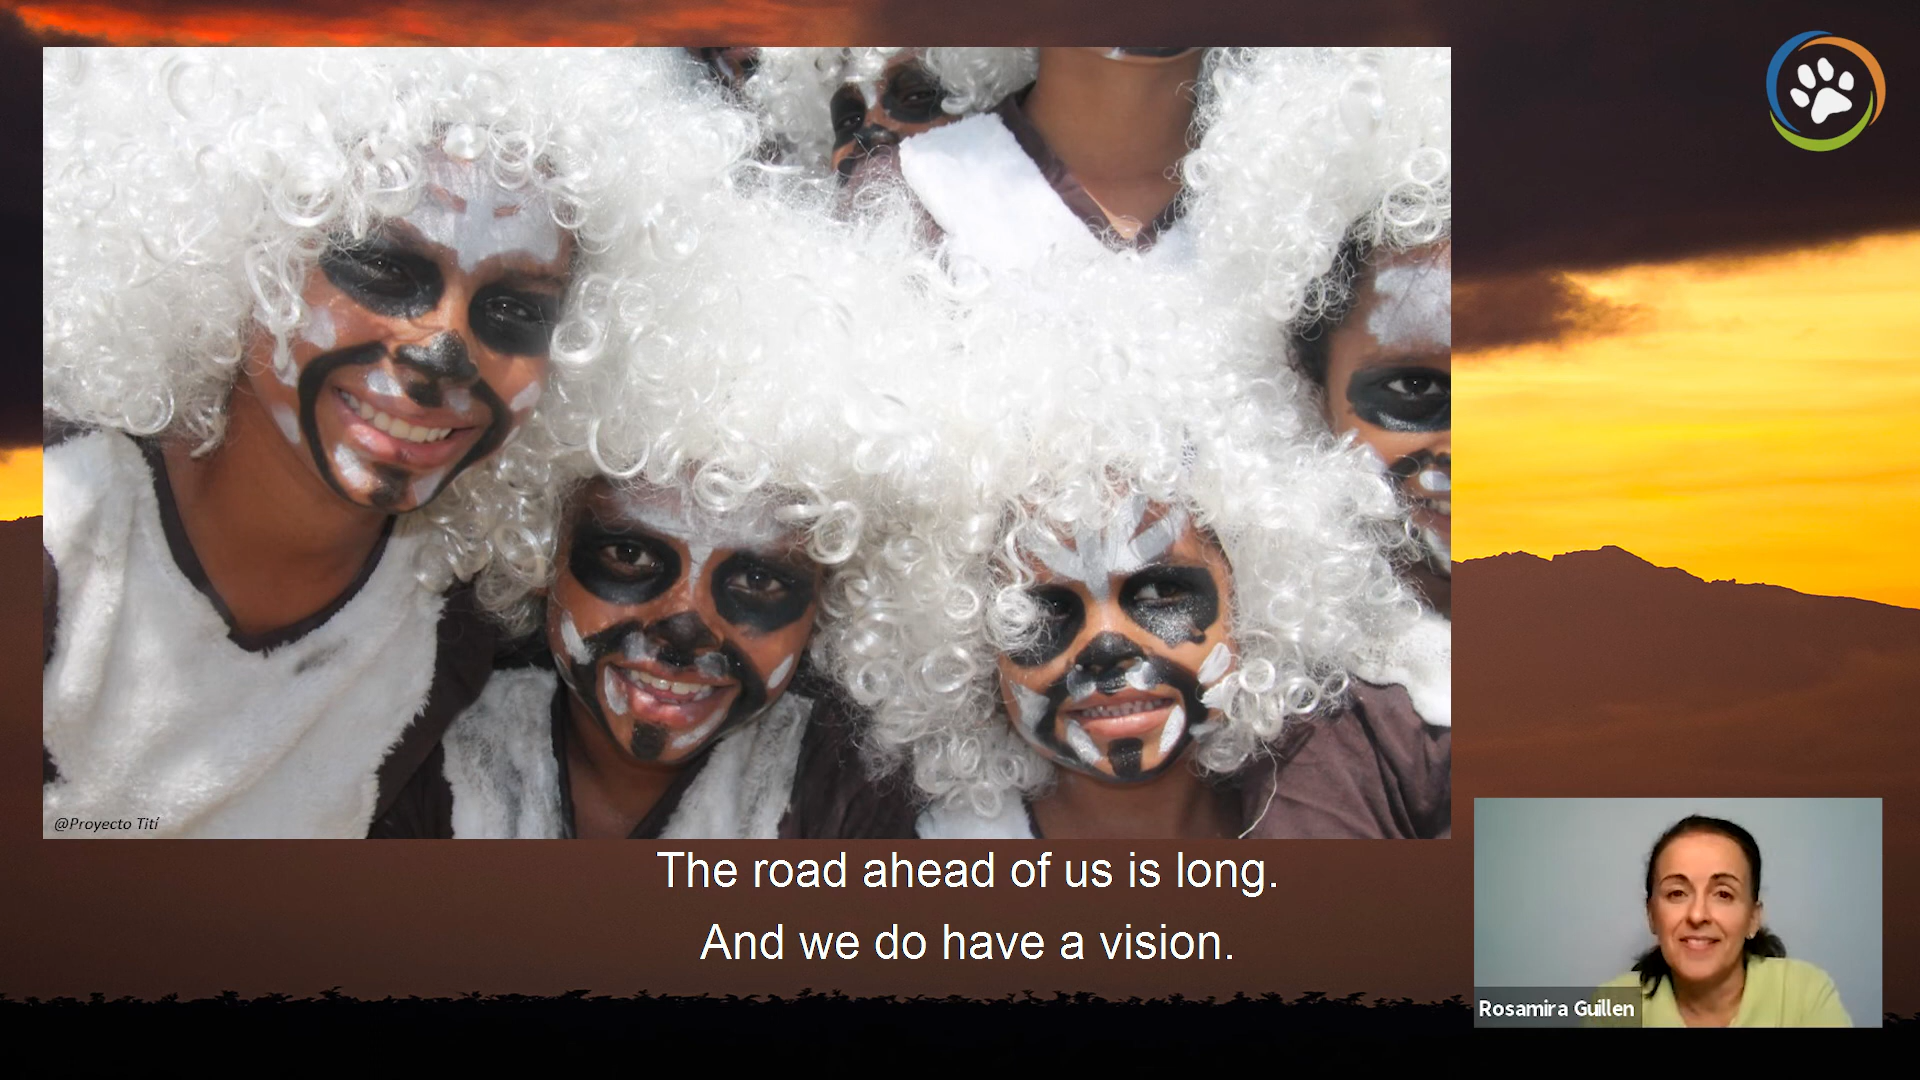 @Proyecto Tití
The road ahead of us is long.
And we do have a vision.
Rosamira Guillen